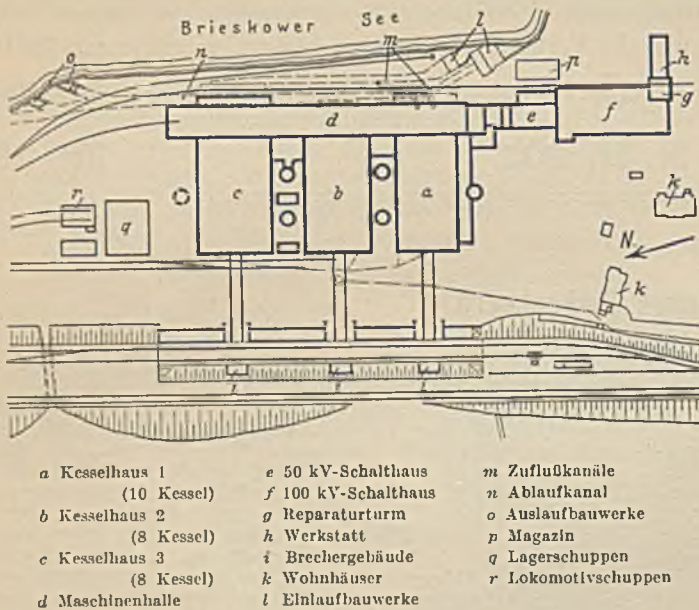 Brieskower See
o n m l p h g
d e f
c b a k
r q N
k
i i i
a Kesselhaus 1
(10 Kessel)
b Kesselhaus 2
(8 Kessel)
c Kesselhaus 3
(8 Kessel)
d Maschinenhalle
e 50 kV-Schalthaus
f 100 kV-Schalthaus
g Reparaturturm
h Werkstatt
i Brechergebäude
k Wohnhäuser
l Einlaufbauwerke
m Zuflußkanäle
n Ablaufkanal
o Auslaufbauwerke
p Magazin
q Lagerschuppen
r Lokomotivschuppen